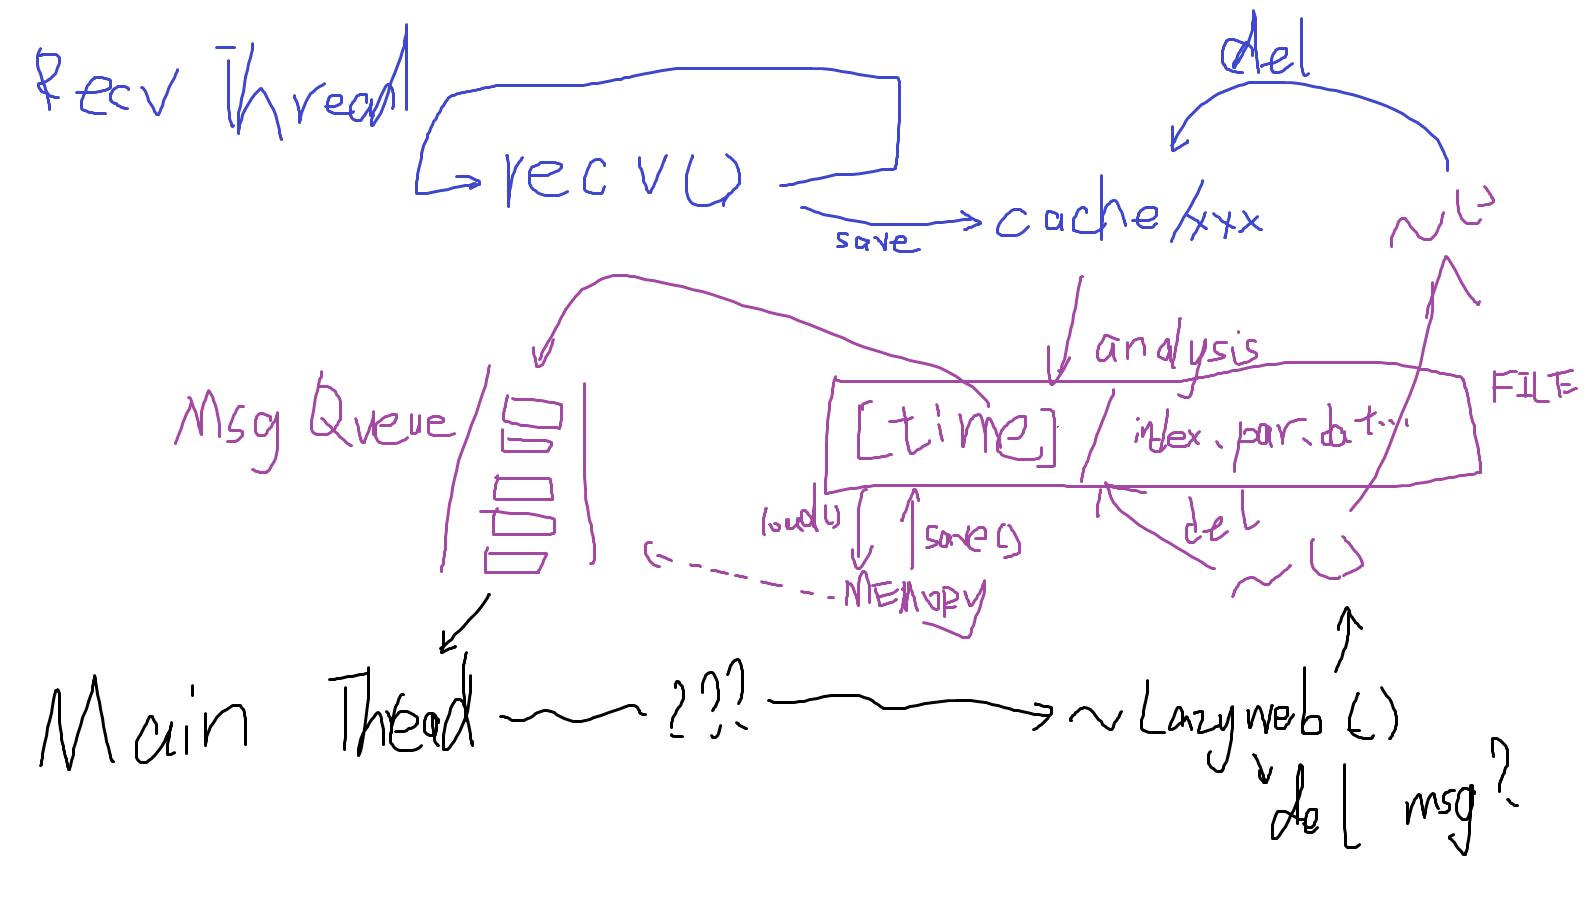 del
Recv Thread
recv()
cache/xxx
save
~()
analysis
FILE
Msg Queue
[time]
index.par.dat...
load()
save()
del
~()
MEMORY
Main Thread
???
~Lazyweb()
del msg?